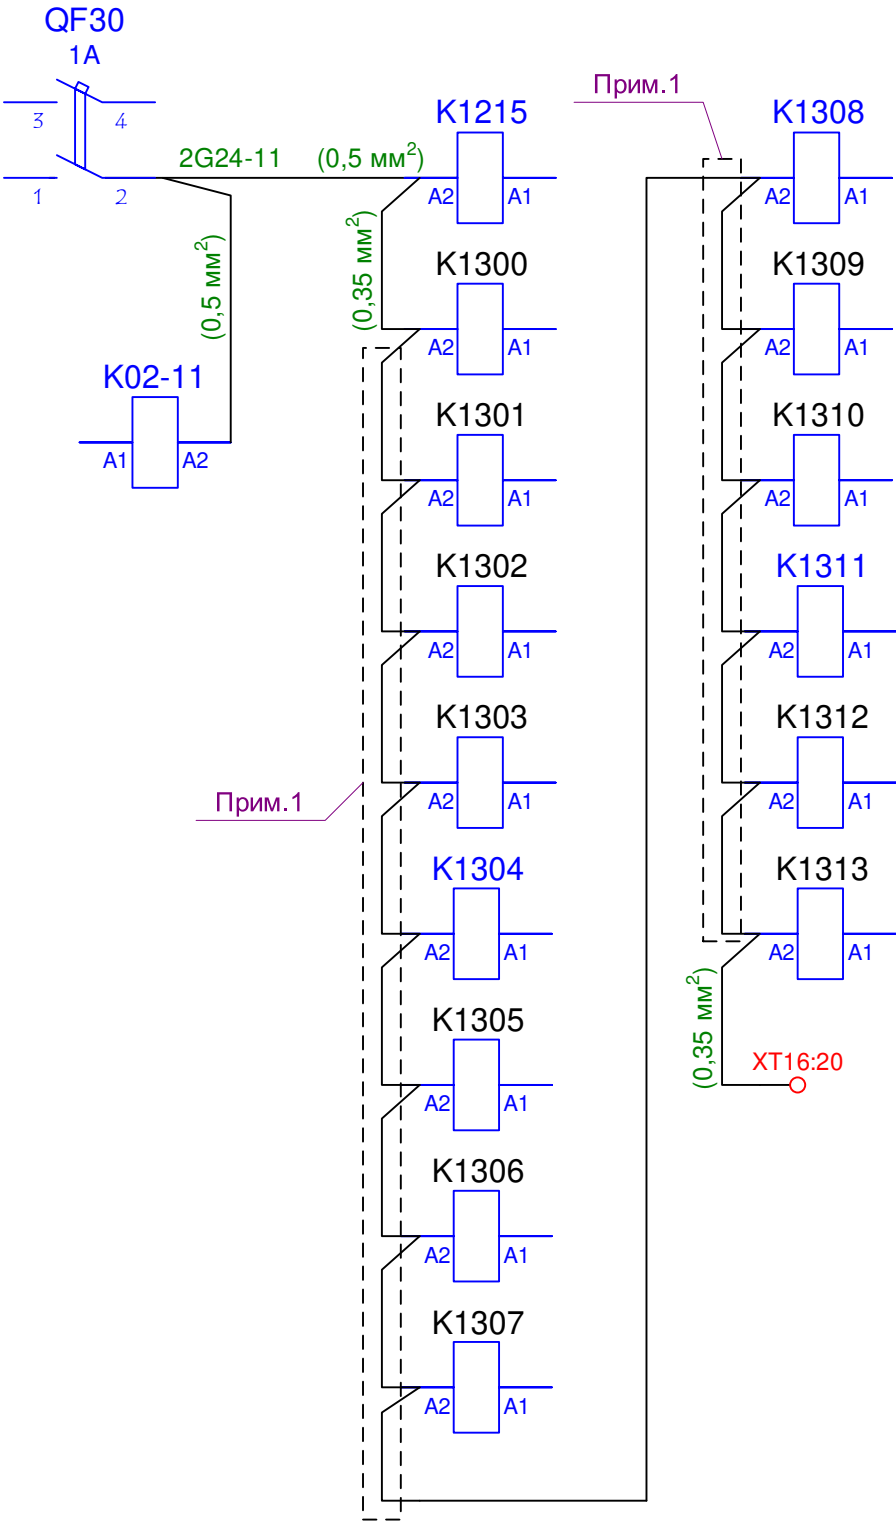 QF30
1A
3 4
1 2
2G24-11 (0,5 мм²)
(0,5 мм²)
K02-11
A1 A2
K1215
A2 A1
(0,35 мм²)
K1300
A2 A1
K1301
A2 A1
K1302
A2 A1
K1303
A2 A1
Прим.1
K1304
A2 A1
K1305
A2 A1
K1306
A2 A1
K1307
A2 A1
Прим.1
K1308
A2 A1
K1309
A2 A1
K1310
A2 A1
K1311
A2 A1
K1312
A2 A1
K1313
A2 A1
(0,35 мм²)
XT16:20